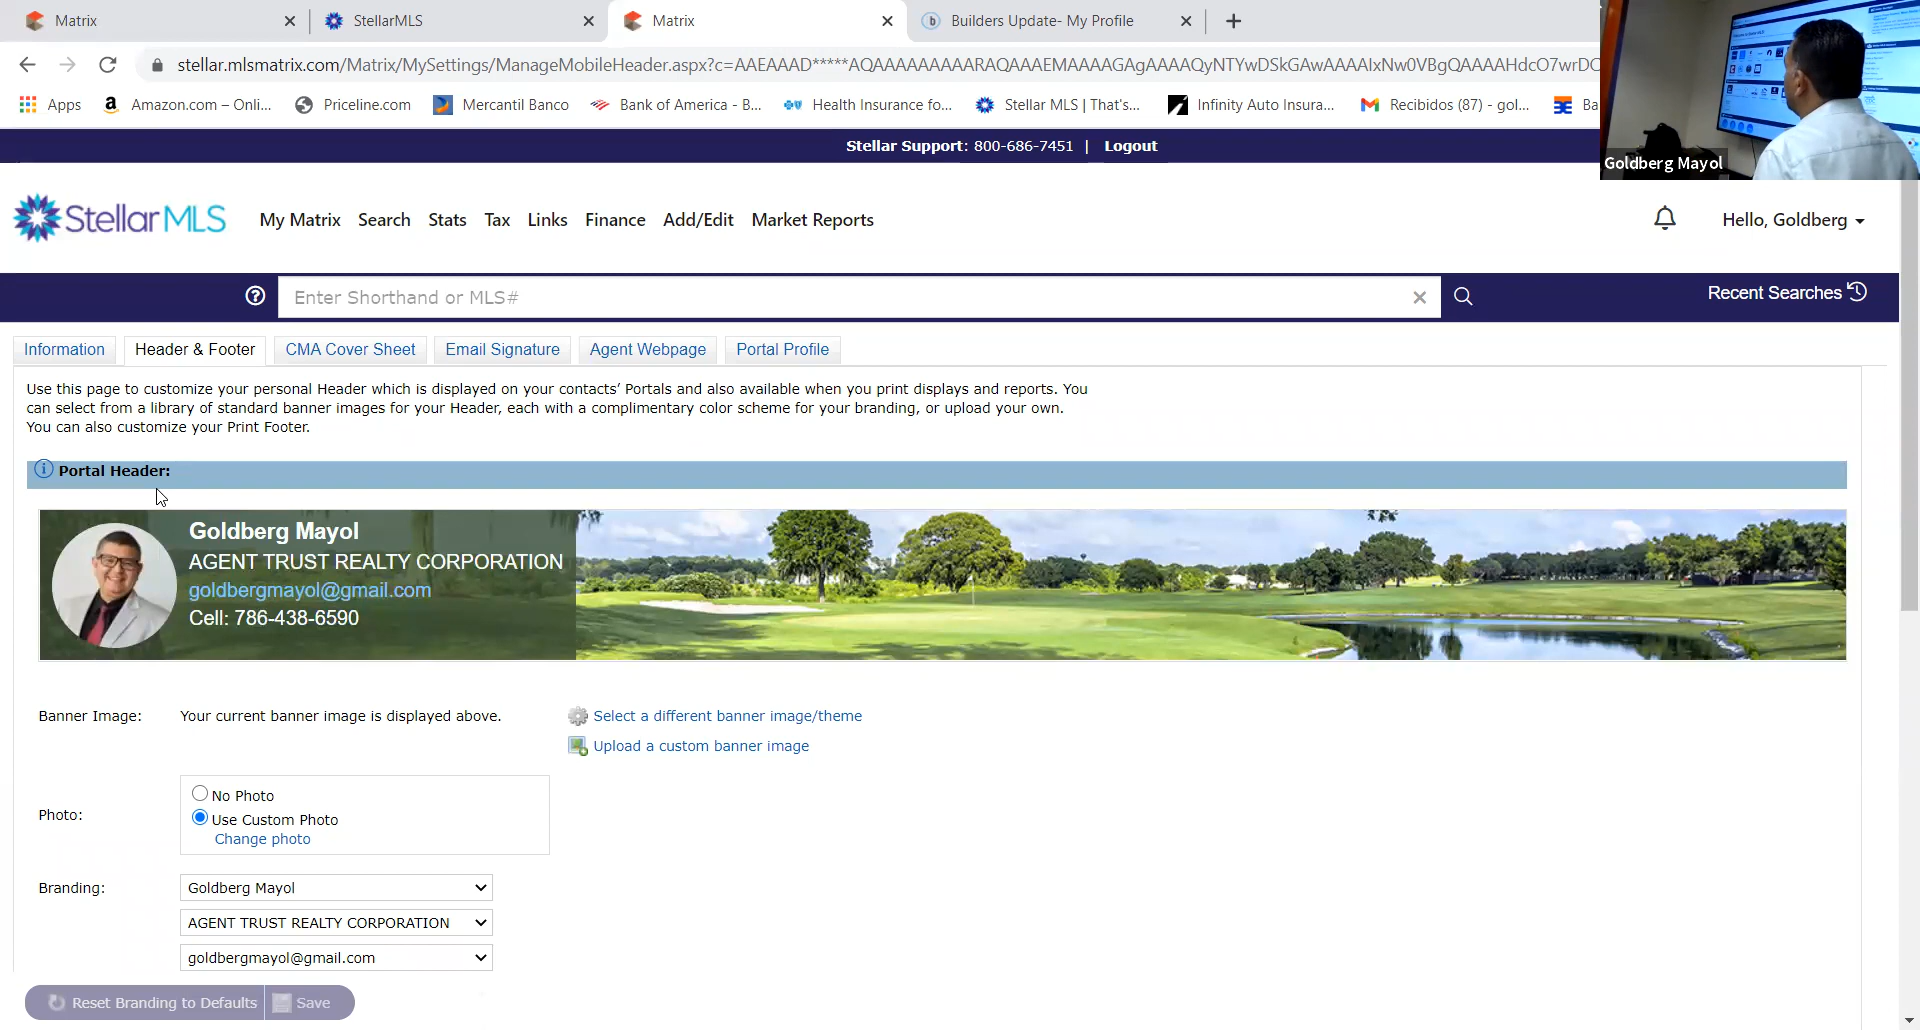 Matrix
StellarMLS
Matrix
Builders Update- My Profile
stellar.mlsmatrix.com/Matrix/MySettings/ManageMobileHeader.aspx?c=AAEAAAD*****AQAAAAAAAAARAQAAAEMAAAAGAgAAAAQyNTYwDSkGAwAAAAlxNw0VBgQAAAAHdcO7wrDC
Apps
Amazon.com – Onli...
Priceline.com
Mercantil Banco
Bank of America - B...
Health Insurance fo...
Stellar MLS | That's...
Infinity Auto Insura...
Recibidos (87) - gol...
Ba
Goldberg Mayol
Stellar Support: 800-686-7451 | Logout
StellarMLS
My Matrix Search Stats Tax Links Finance Add/Edit Market Reports
Hello, Goldberg
Enter Shorthand or MLS#
Recent Searches
Information
Header & Footer
CMA Cover Sheet
Email Signature
Agent Webpage
Portal Profile
Use this page to customize your personal Header which is displayed on your contacts' Portals and also available when you print displays and reports. You
can select from a library of standard banner images for your Header, each with a complimentary color scheme for your branding, or upload your own.
You can also customize your Print Footer.
Portal Header:
Goldberg Mayol
AGENT TRUST REALTY CORPORATION
goldbergmayol@gmail.com
Cell: 786-438-6590
Banner Image:
Your current banner image is displayed above.
Select a different banner image/theme
Upload a custom banner image
Photo:
No Photo
Use Custom Photo
Change photo
Branding:
Goldberg Mayol
AGENT TRUST REALTY CORPORATION
goldbergmayol@gmail.com
Reset Branding to Defaults
Save